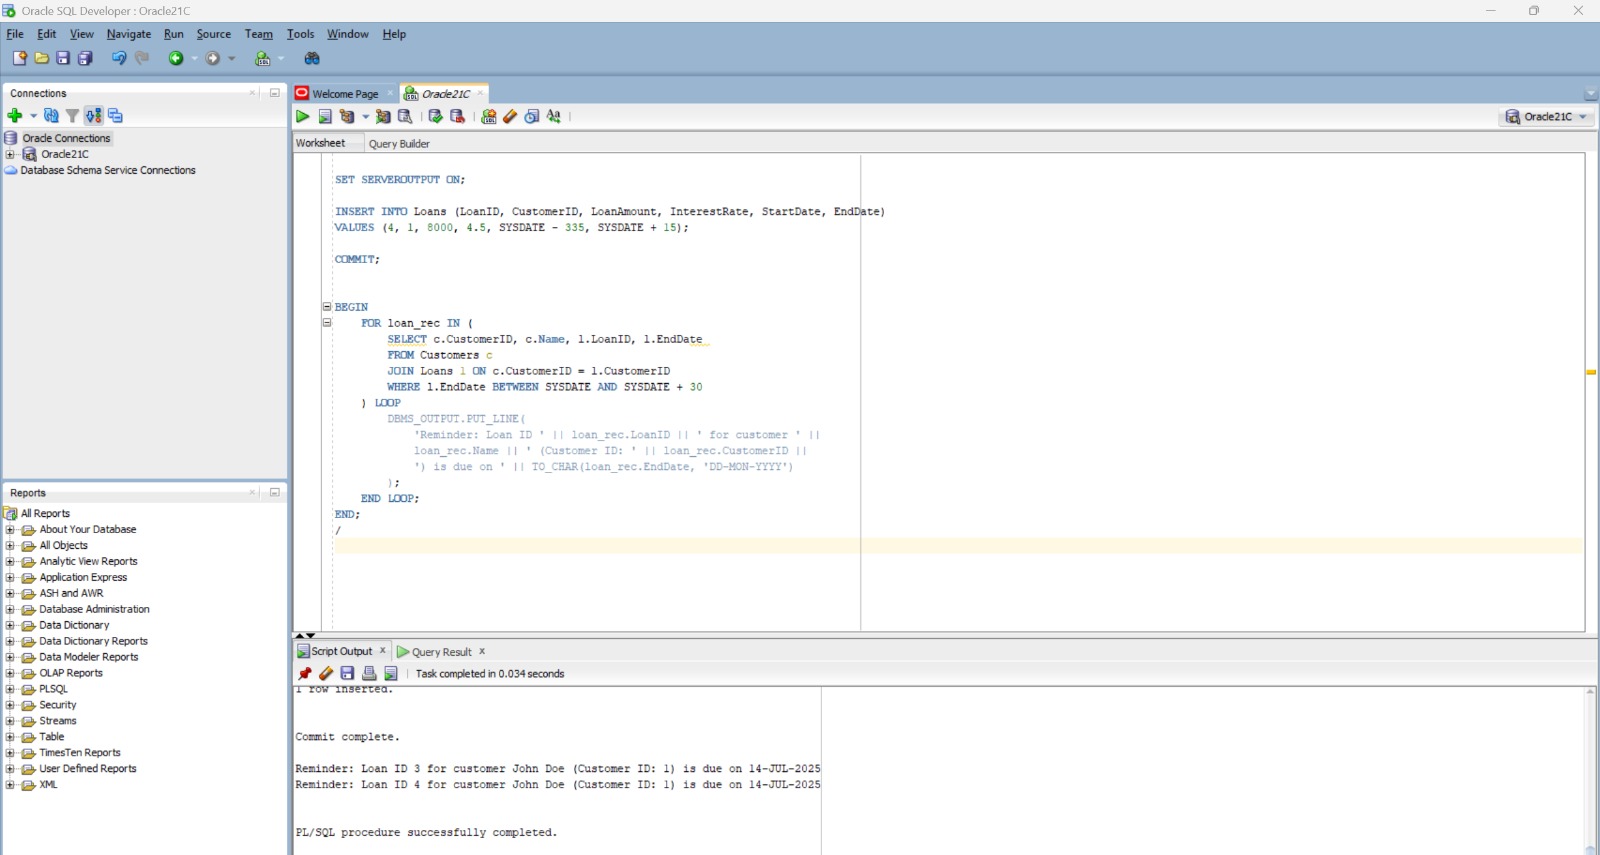 Oracle SQL Developer : Oracle21C
File Edit View Navigate Run Source Team Tools Window Help
Connections
Oracle Connections
Oracle21C
Database Schema Service Connections
Reports
All Reports
About Your Database
All Objects
Analytic View Reports
Application Express
ASH and AWR
Database Administration
Data Dictionary
Data Dictionary Reports
Data Modeler Reports
OLAP Reports
PLSQL
Security
Streams
Table
TimesTen Reports
User Defined Reports
XML
Welcome Page Oracle21C
Oracle21C
Worksheet Query Builder
SET SERVEROUTPUT ON;
INSERT INTO Loans (LoanID, CustomerID, LoanAmount, InterestRate, StartDate, EndDate)
VALUES (4, 1, 8000, 4.5, SYSDATE - 335, SYSDATE + 15);
COMMIT;
BEGIN
FOR loan_rec IN (
SELECT c.CustomerID, c.Name, l.LoanID, l.EndDate
FROM Customers c
JOIN Loans l ON c.CustomerID = l.CustomerID
WHERE l.EndDate BETWEEN SYSDATE AND SYSDATE + 30
) LOOP
DBMS_OUTPUT.PUT_LINE(
'Reminder: Loan ID ' || loan_rec.LoanID || ' for customer ' ||
loan_rec.Name || ' (Customer ID: ' || loan_rec.CustomerID ||
') is due on ' || TO_CHAR(loan_rec.EndDate, 'DD-MON-YYYY')
);
END LOOP;
END;
/
Script Output Query Result
Task completed in 0.034 seconds
1 row inserted.
Commit complete.
Reminder: Loan ID 3 for customer John Doe (Customer ID: 1) is due on 14-JUL-2025
Reminder: Loan ID 4 for customer John Doe (Customer ID: 1) is due on 14-JUL-2025
PL/SQL procedure successfully completed.